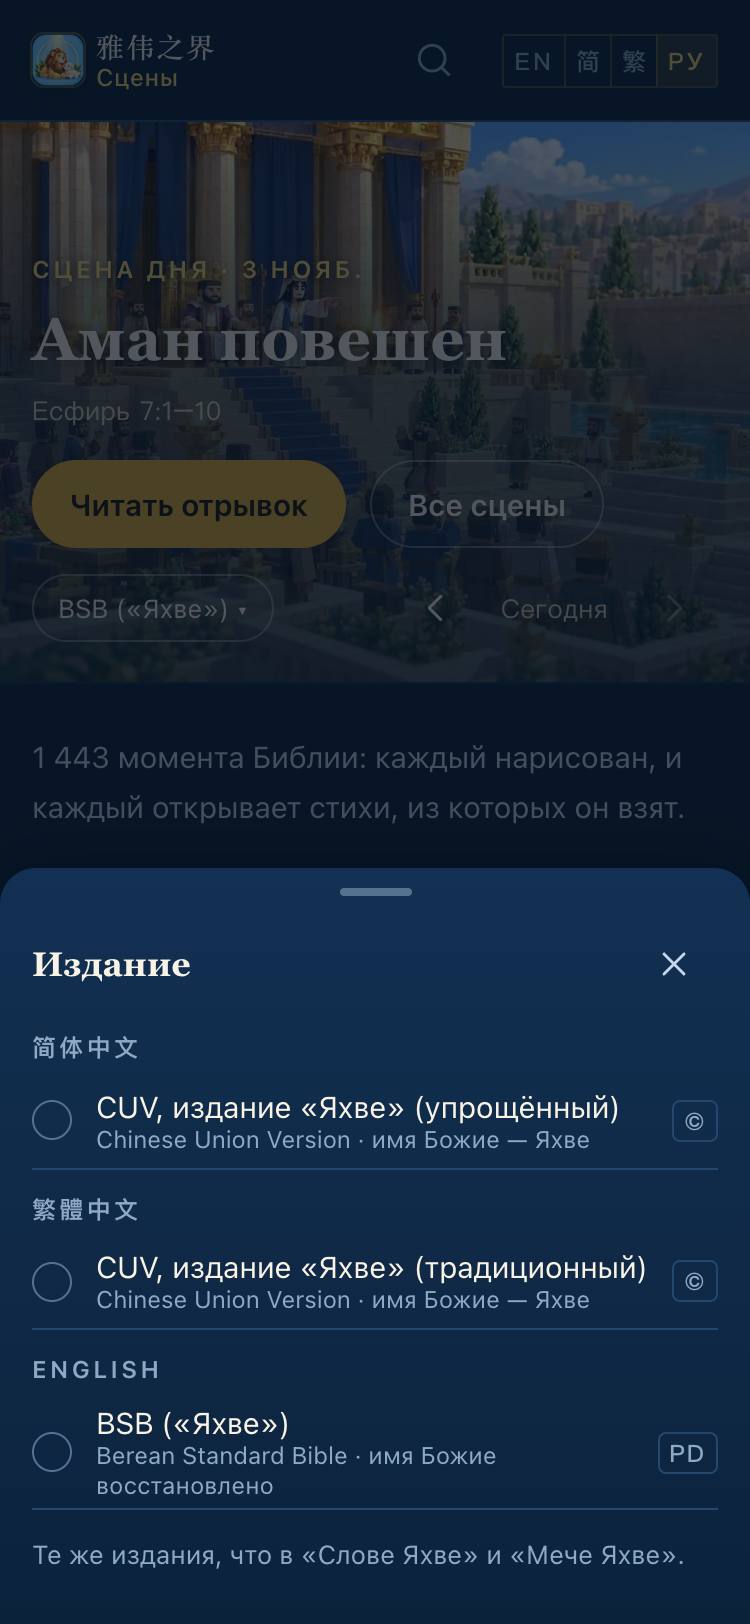 雅伟之界
Сцены
EN 简 繁 РУ
СЦЕНА ДНЯ · 3 НОЯБ.
Аман повешен
Есфирь 7:1–10
Читать отрывок
Все сцены
BSB («Яхве») ▾
Сегодня
1 443 момента Библии: каждый нарисован, и
каждый открывает стихи, из которых он взят.
Издание
简体中文
CUV, издание «Яхве» (упрощённый)
Chinese Union Version · имя Божие — Яхве
©
繁體中文
CUV, издание «Яхве» (традиционный)
Chinese Union Version · имя Божие — Яхве
©
ENGLISH
BSB («Яхве»)
Berean Standard Bible · имя Божие
восстановлено
PD
Те же издания, что в «Слове Яхве» и «Мече Яхве».